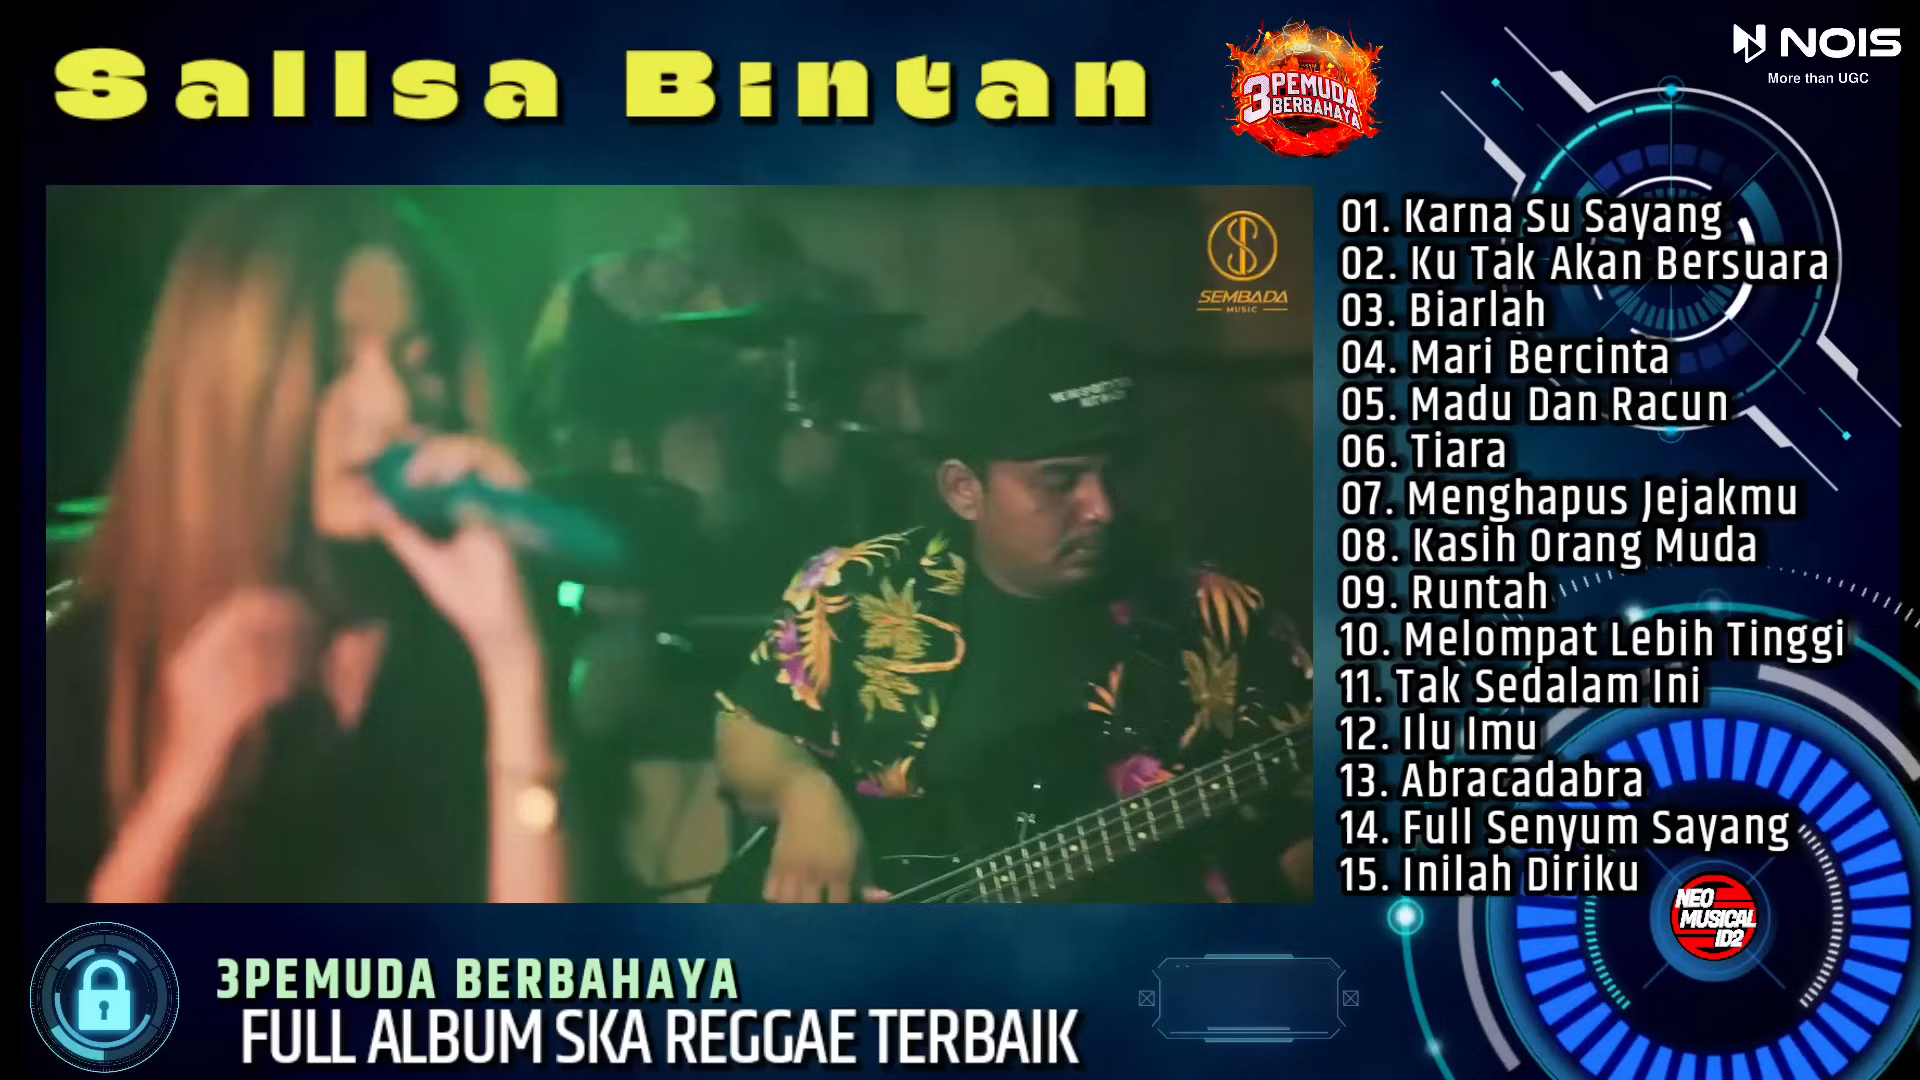 Sallsa Bintan
3 PEMUDA
BERBAHAYA
NOIS
More than UGC
SEMBADA
MUSIC
01. Karna Su Sayang
02. Ku Tak Akan Bersuara
03. Biarlah
04. Mari Bercinta
05. Madu Dan Racun
06. Tiara
07. Menghapus Jejakmu
08. Kasih Orang Muda
09. Runtah
10. Melompat Lebih Tinggi
11. Tak Sedalam Ini
12. Ilu Imu
13. Abracadabra
14. Full Senyum Sayang
15. Inilah Diriku
NEO
MUSICAL
ID2
3PEMUDA BERBAHAYA
FULL ALBUM SKA REGGAE TERBAIK